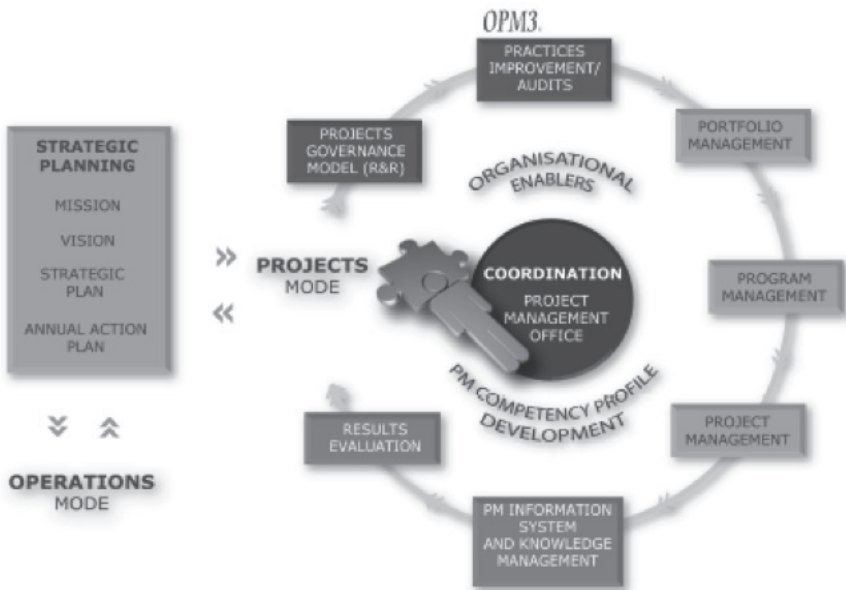 STRATEGIC
PLANNING
MISSION
VISION
STRATEGIC
PLAN
ANNUAL ACTION
PLAN
OPERATIONS
MODE
PROJECTS
MODE
OPM3.
PRACTICES
IMPROVEMENT/
AUDITS
PROJECTS
GOVERNANCE
MODEL (R&R)
PORTFOLIO
MANAGEMENT
ORGANISATIONAL
ENABLERS
COORDINATION
PROJECT
MANAGEMENT
OFFICE
PROGRAM
MANAGEMENT
PM COMPETENCY PROFILE
DEVELOPMENT
PROJECT
MANAGEMENT
RESULTS
EVALUATION
PM INFORMATION
SYSTEM
AND KNOWLEDGE
MANAGEMENT